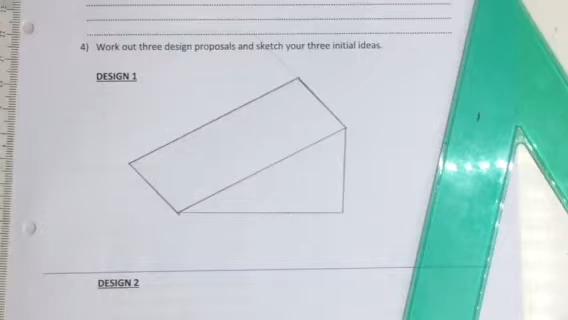 4) Work out three design proposals and sketch your three initial ideas.
DESIGN 1
DESIGN 2